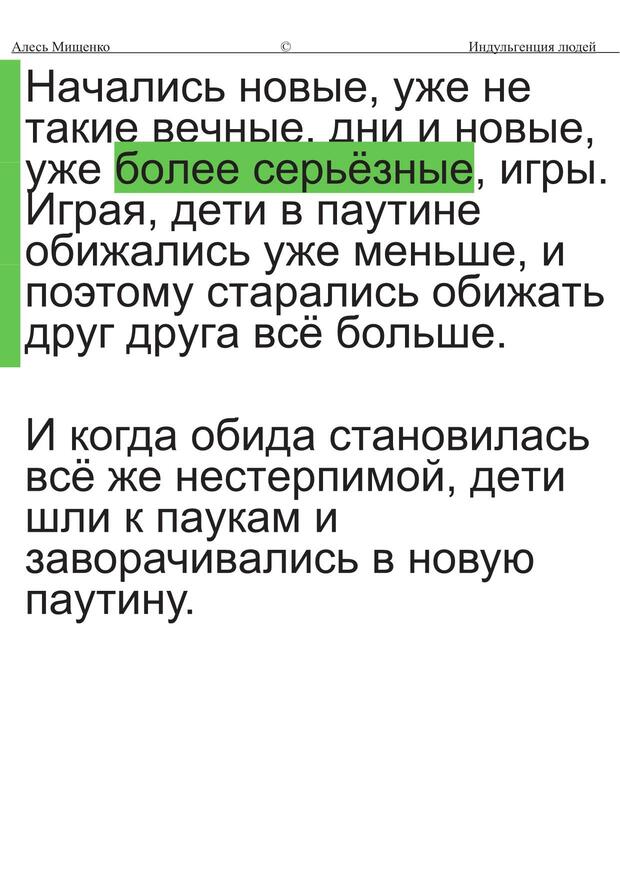 Алесь Мищенко © Индульгенция людей
Начались новые, уже не
такие вечные, дни и новые,
уже более серьёзные, игры.
Играя, дети в паутине
обижались уже меньше, и
поэтому старались обижать
друг друга всё больше.
И когда обида становилась
всё же нестерпимой, дети
шли к паукам и
заворачивались в новую
паутину.